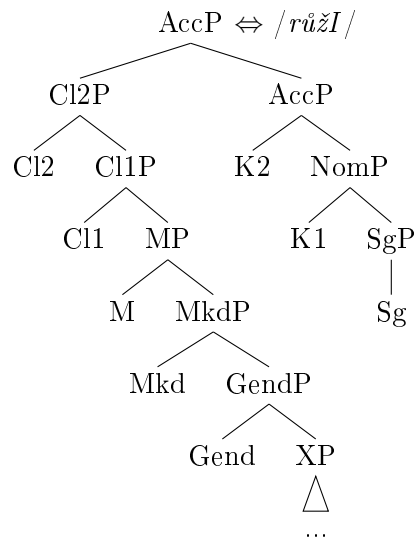 AccP ⇔ /růžI/
Cl2P AccP
Cl2 Cl1P K2 NomP
Cl1 MP K1 SgP
M MkdP Sg
Mkd GendP
Gend XP
...